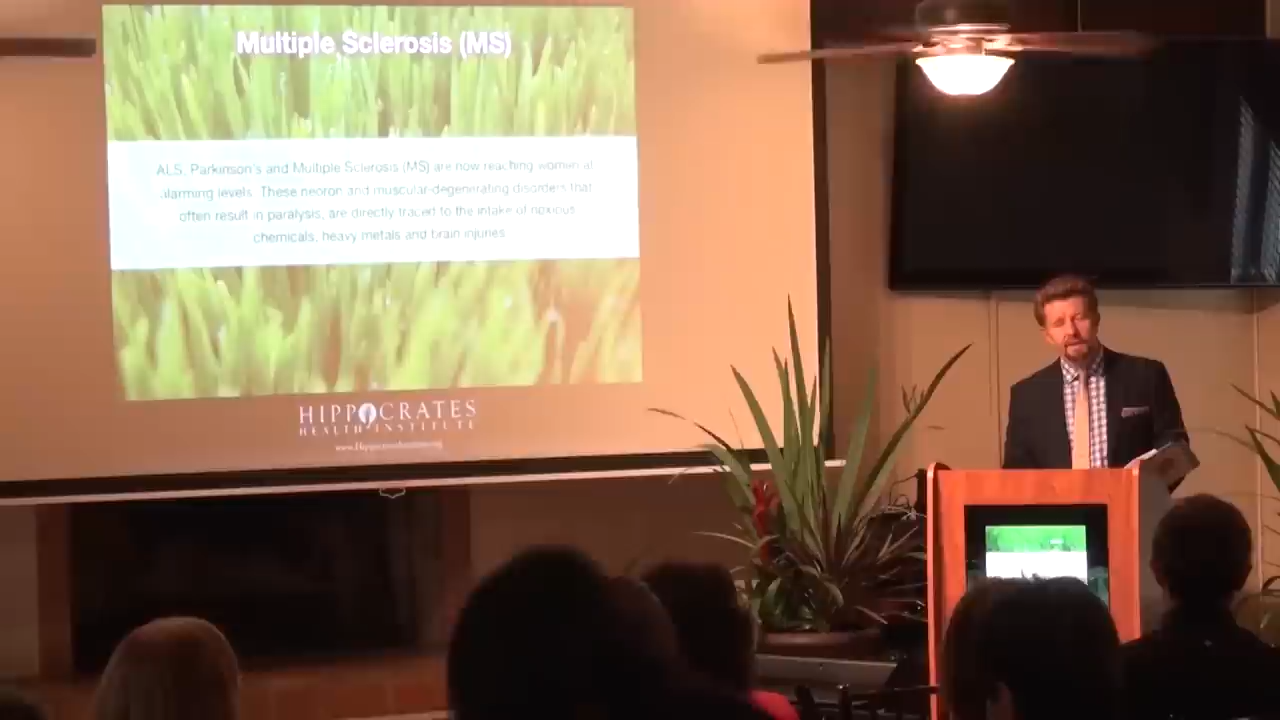 Multiple Sclerosis (MS)
ALS, Parkinson's and Multiple Sclerosis (MS) are now reaching women at
alarming levels. These neuron and muscular-degenerating disorders that
often result in paralysis, are directly traced to the intake of noxious
chemicals, heavy metals and brain injuries.
HIPPOCRATES
HEALTH INSTITUTE